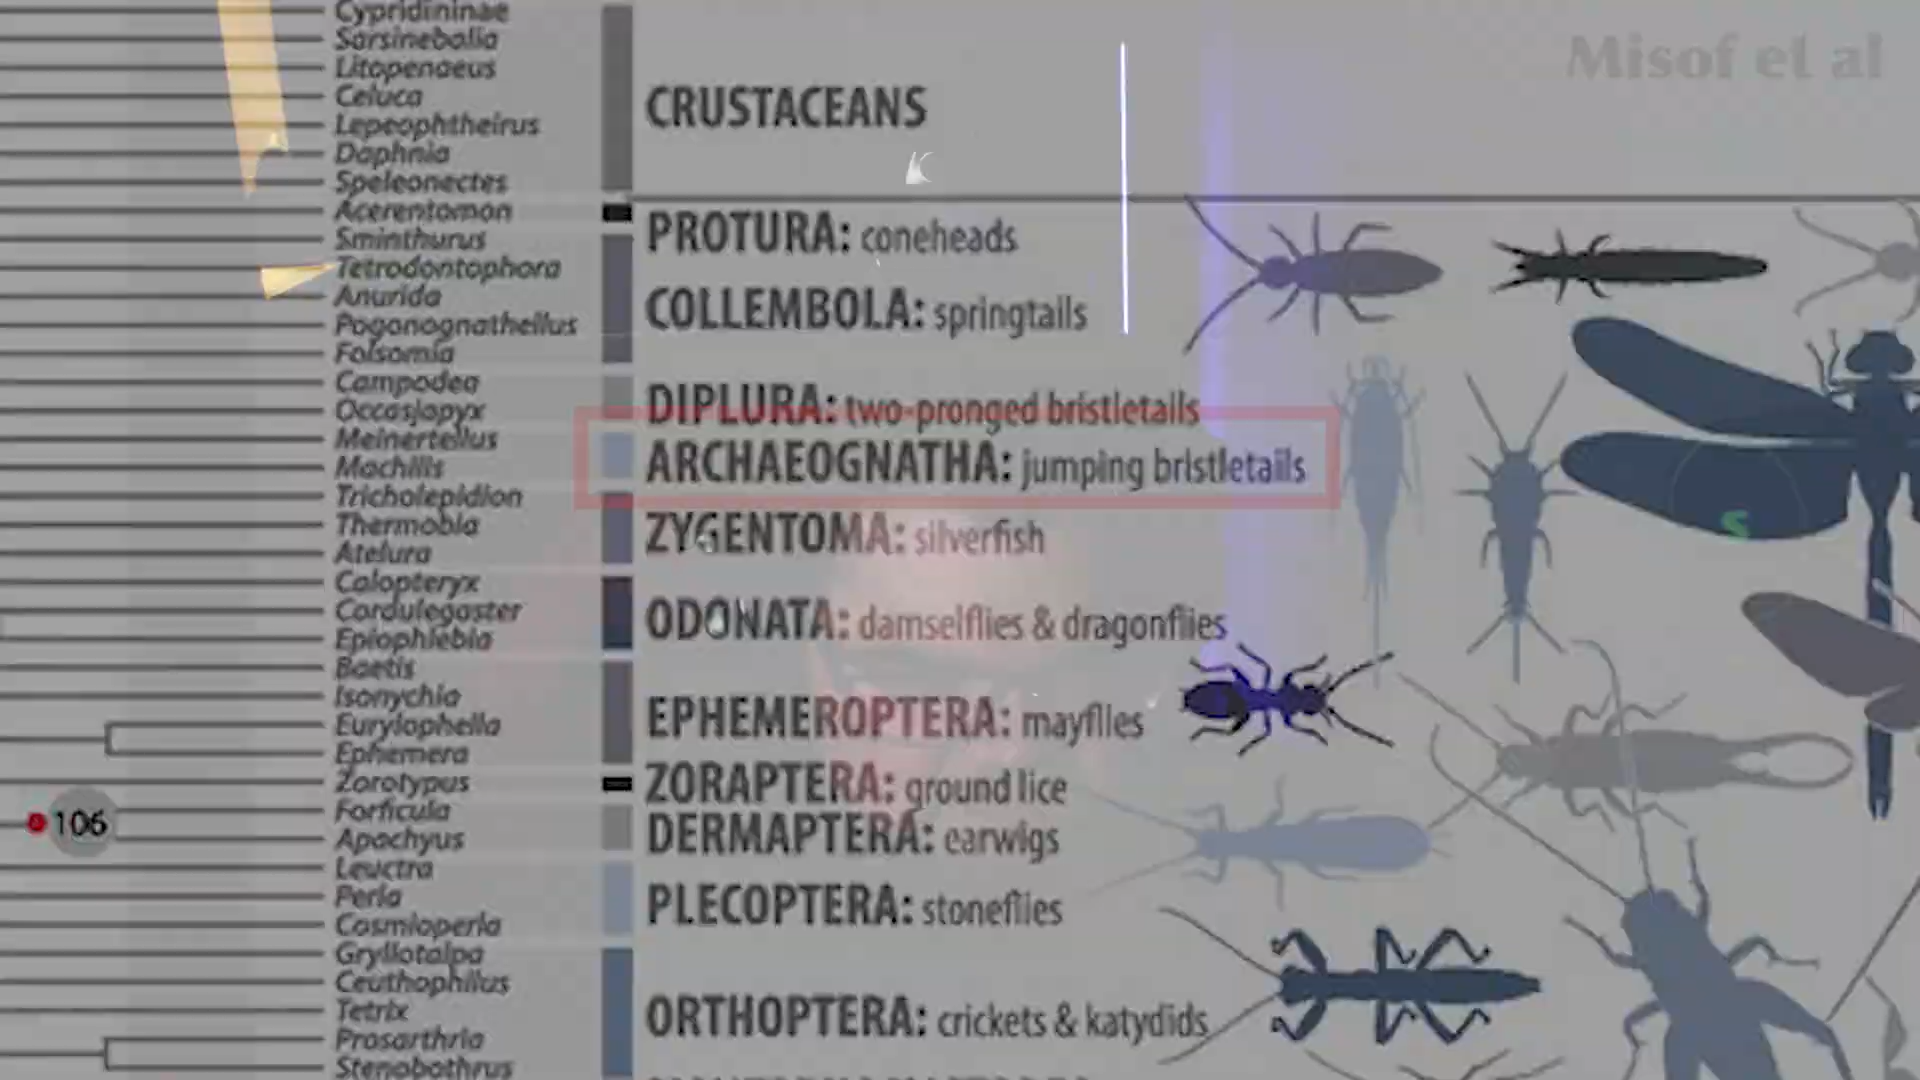 Cypridininae
Sarsinebalia
Litopenaeus
Celuca
Lepeophtheirus
Daphnia
Speleonectes
Acerentomon
Sminthurus
Tetrodontophora
Anurida
Pogonognathellus
Folsomia
Campodea
Occasjapyx
Meinertellus
Machilis
Tricholepidion
Thermobia
Atelura
Calopteryx
Cordulegaster
Epiophlebia
Baetis
Isonychia
Eurylophella
Ephemera
Zorotypus
Forficula
Apachyus
Leuctra
Perla
Cosmioperla
Gryllotalpa
Ceuthophilus
Tetrix
Prosarthria
Stenobothrus
106
CRUSTACEANS
PROTURA: coneheads
COLLEMBOLA: springtails
DIPLURA: two-pronged bristletails
ARCHAEOGNATHA: jumping bristletails
ZYGENTOMA: silverfish
ODONATA: damselflies & dragonflies
EPHEMEROPTERA: mayflies
ZORAPTERA: ground lice
DERMAPTERA: earwigs
PLECOPTERA: stoneflies
ORTHOPTERA: crickets & katydids
Misof et al
S